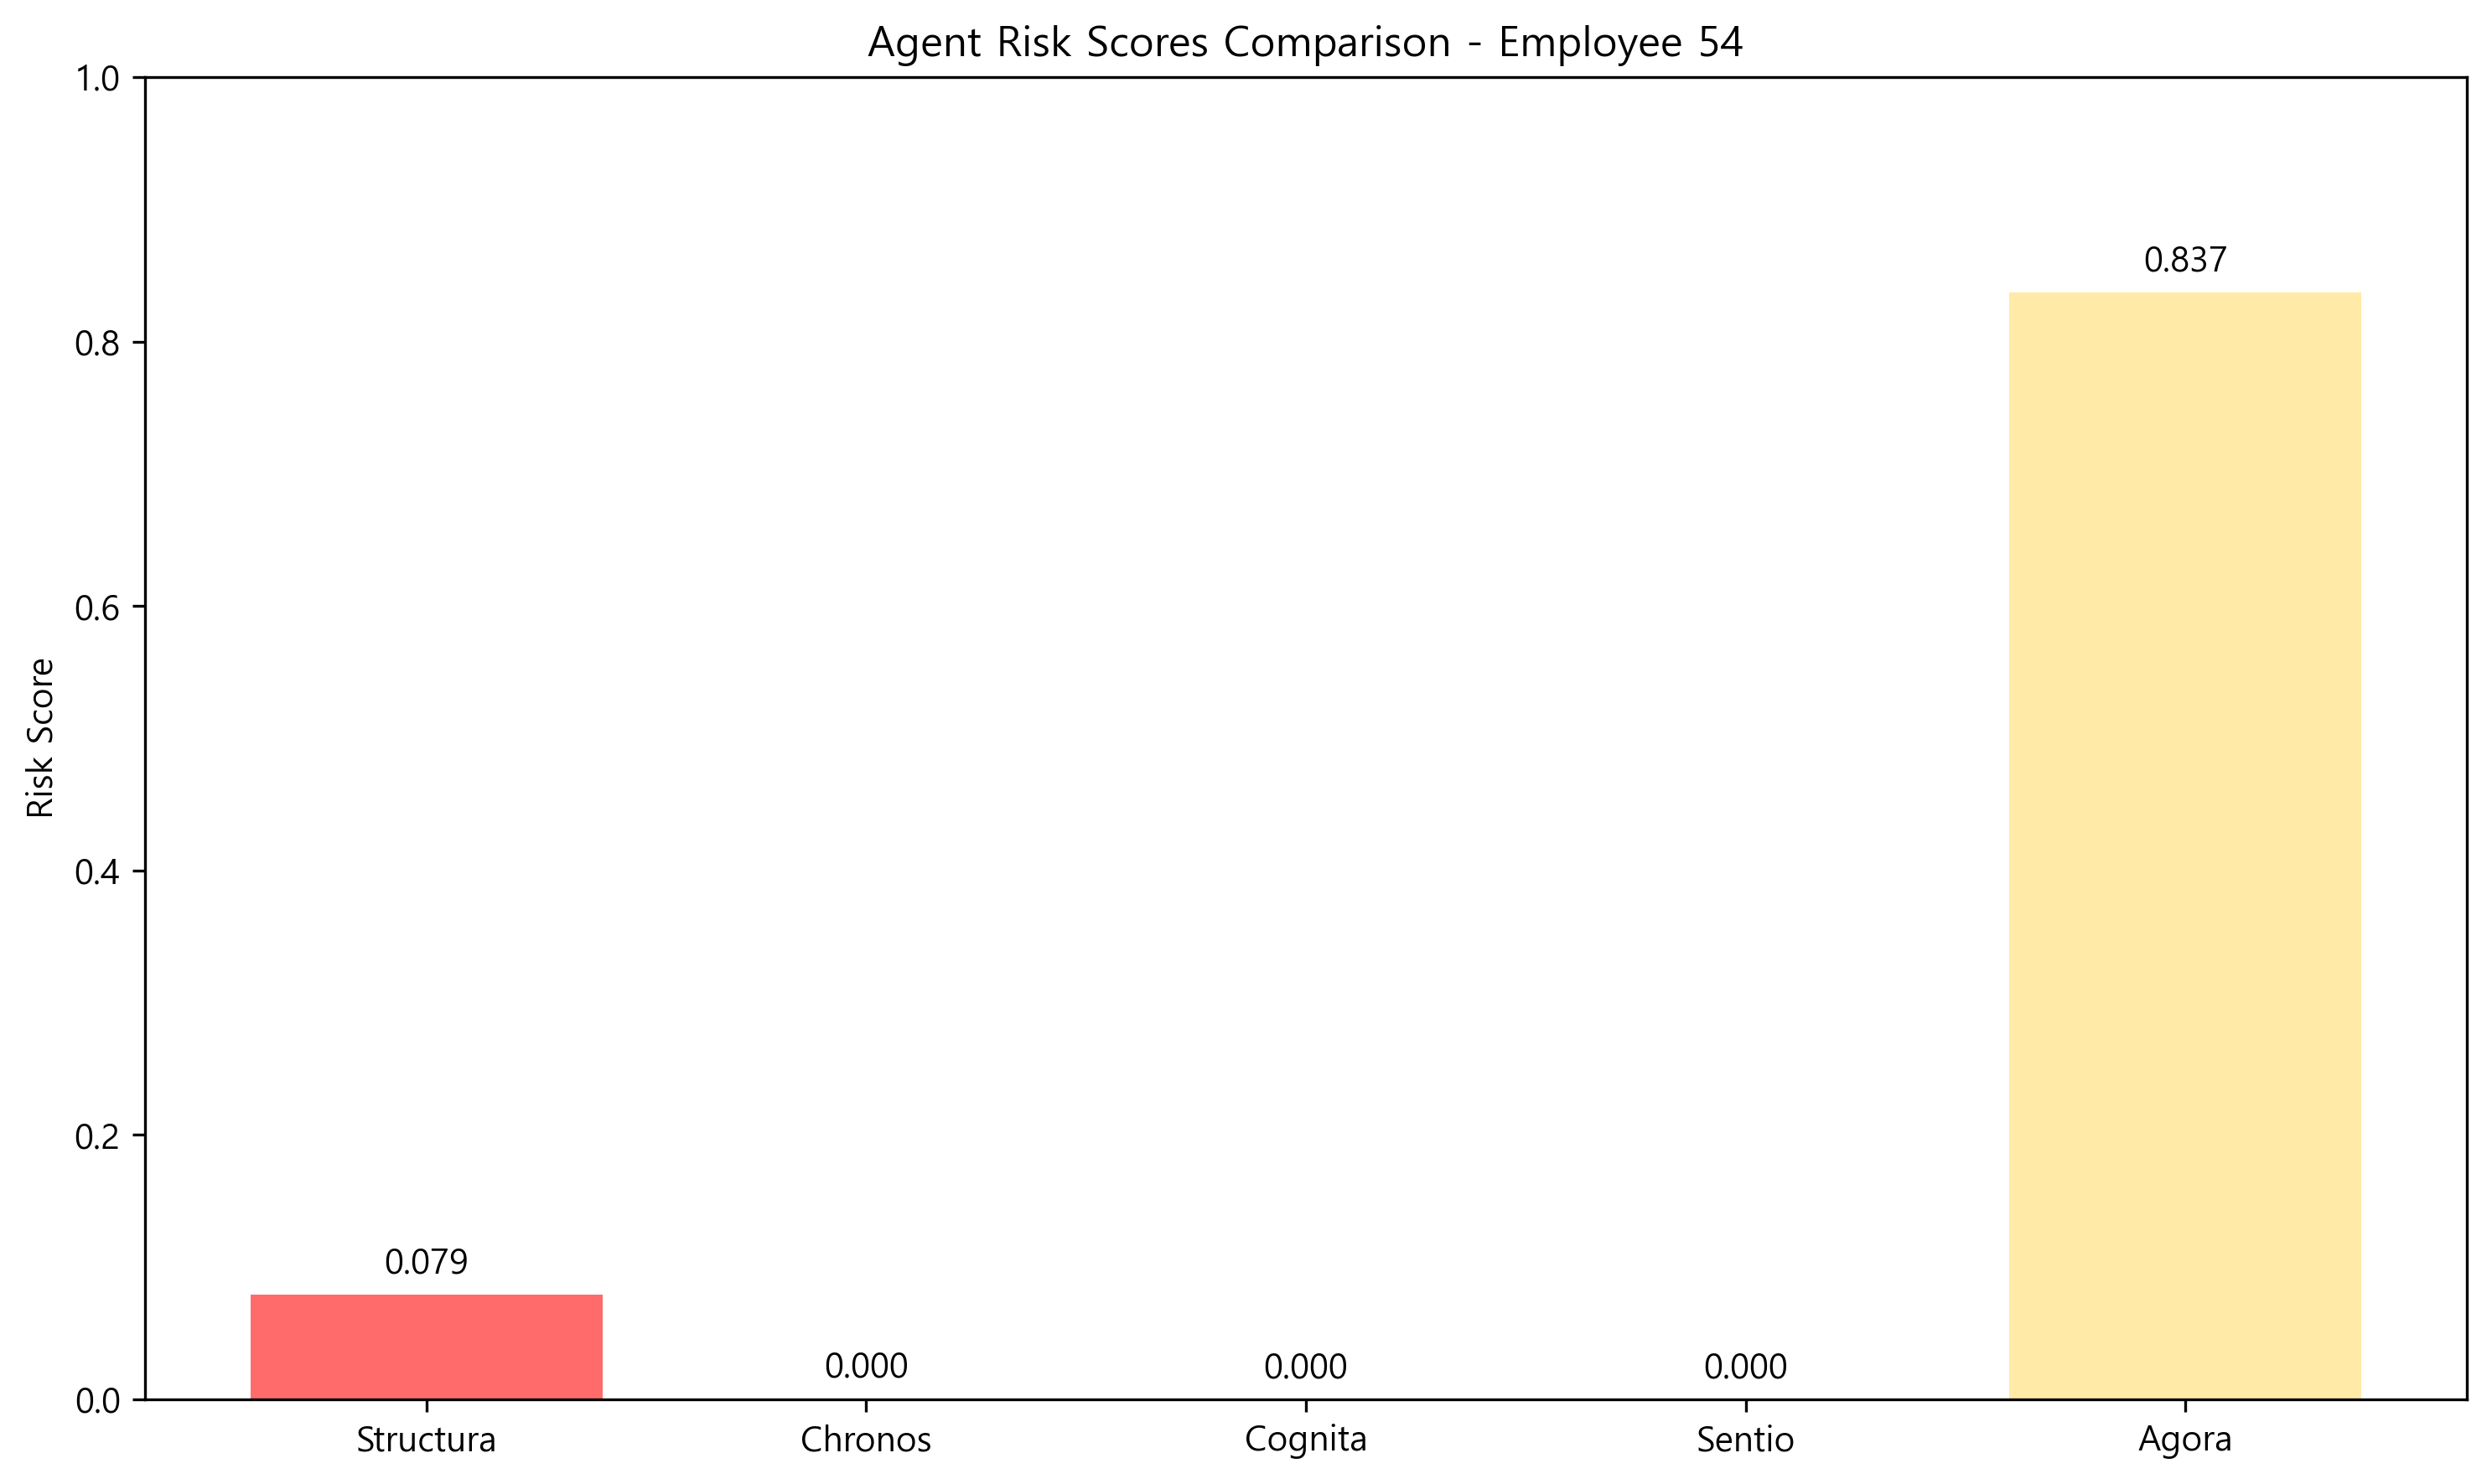 Agent Risk Scores Comparison - Employee 54
1.0
0.8
0.6
0.4
0.2
0.0
Risk Score
0.079
0.000
0.000
0.000
0.837
Structura
Chronos
Cognita
Sentio
Agora